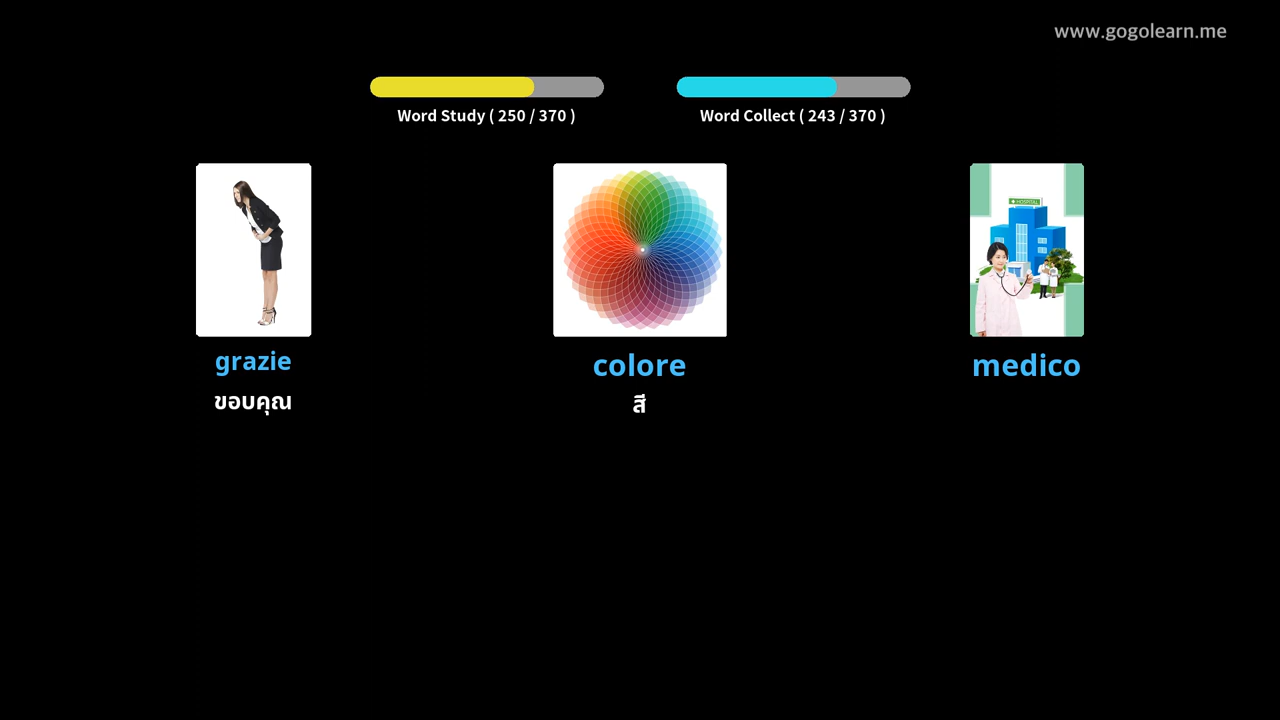 www.gogolearn.me
Word Study ( 250 / 370 )
Word Collect ( 243 / 370 )
HOSPITAL
grazie
colore
medico
ขอบคุณ
สี